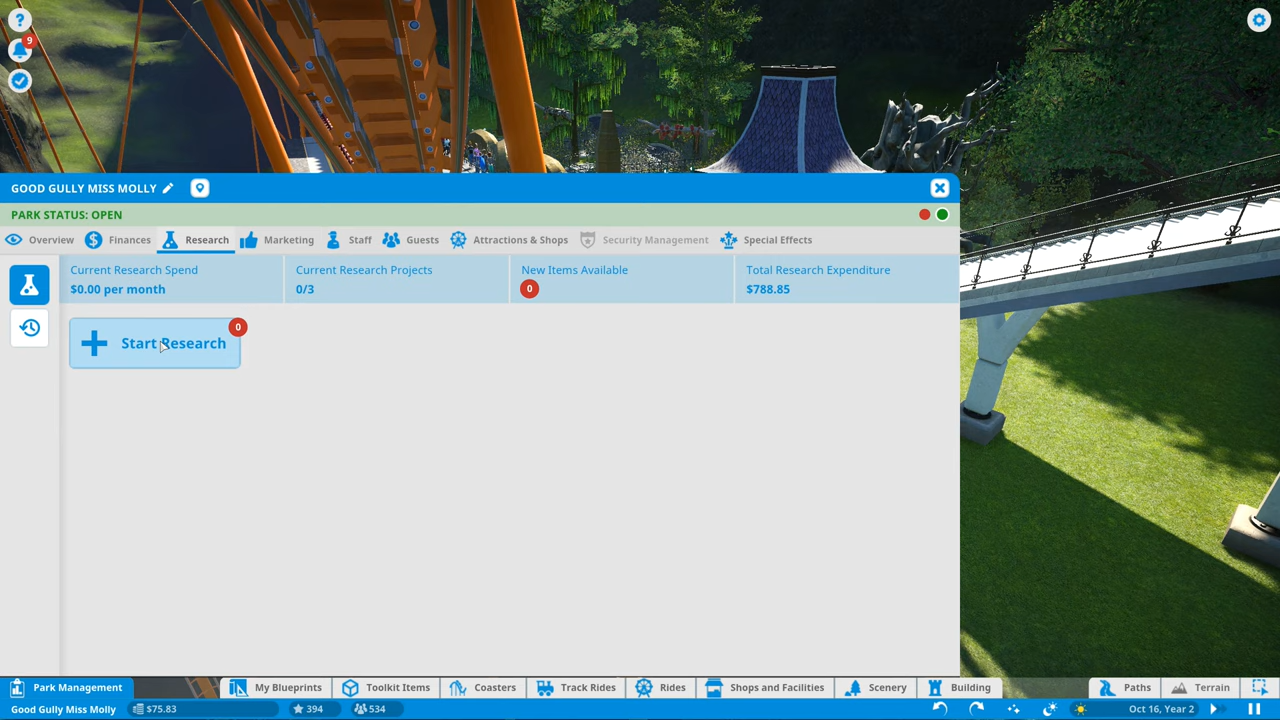 ?
9
GOOD GULLY MISS MOLLY
PARK STATUS: OPEN
Overview
Finances
Research
Marketing
Staff
Guests
Attractions & Shops
Security Management
Special Effects
Current Research Spend
$0.00 per month
Current Research Projects
0/3
New Items Available
0
Total Research Expenditure
$788.85
Start Research
0
Park Management
My Blueprints
Toolkit Items
Coasters
Track Rides
Rides
Shops and Facilities
Scenery
Building
Paths
Terrain
Good Gully Miss Molly
$75.83
394
534
Oct 16, Year 2